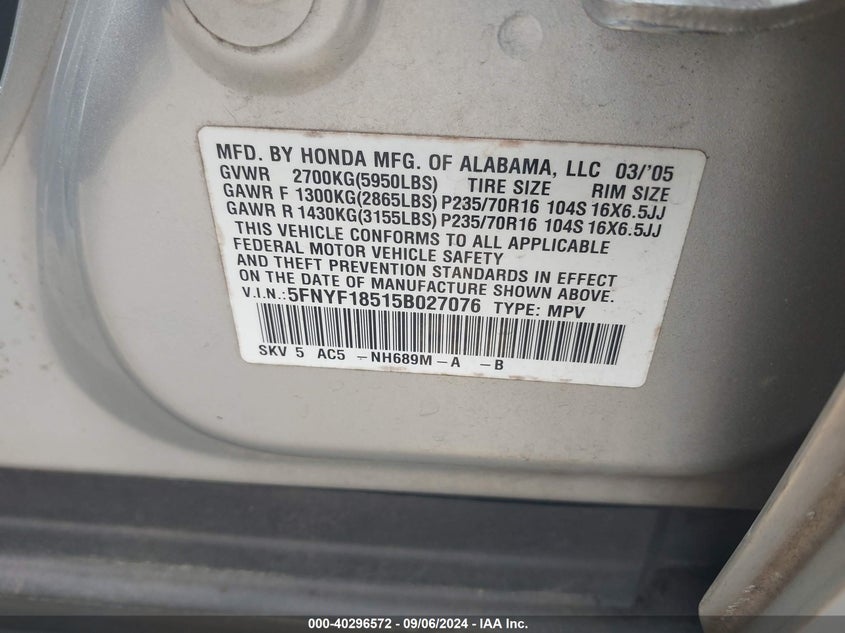 MFD. BY HONDA MFG. OF ALABAMA, LLC 03/'05
GVWR 2700KG(5950LBS) TIRE SIZE RIM SIZE
GAWR F 1300KG(2865LBS) P235/70R16 104S 16X6.5JJ
GAWR R 1430KG(3155LBS) P235/70R16 104S 16X6.5JJ
THIS VEHICLE CONFORMS TO ALL APPLICABLE
FEDERAL MOTOR VEHICLE SAFETY
AND THEFT PREVENTION STANDARDS IN EFFECT
ON THE DATE OF MANUFACTURE SHOWN ABOVE.
V.I.N.:5FNYF18515B027076 TYPE: MPV
SKV 5 AC5 -NH689M-A -B
000-40296572 - 09/06/2024 - IAA Inc.